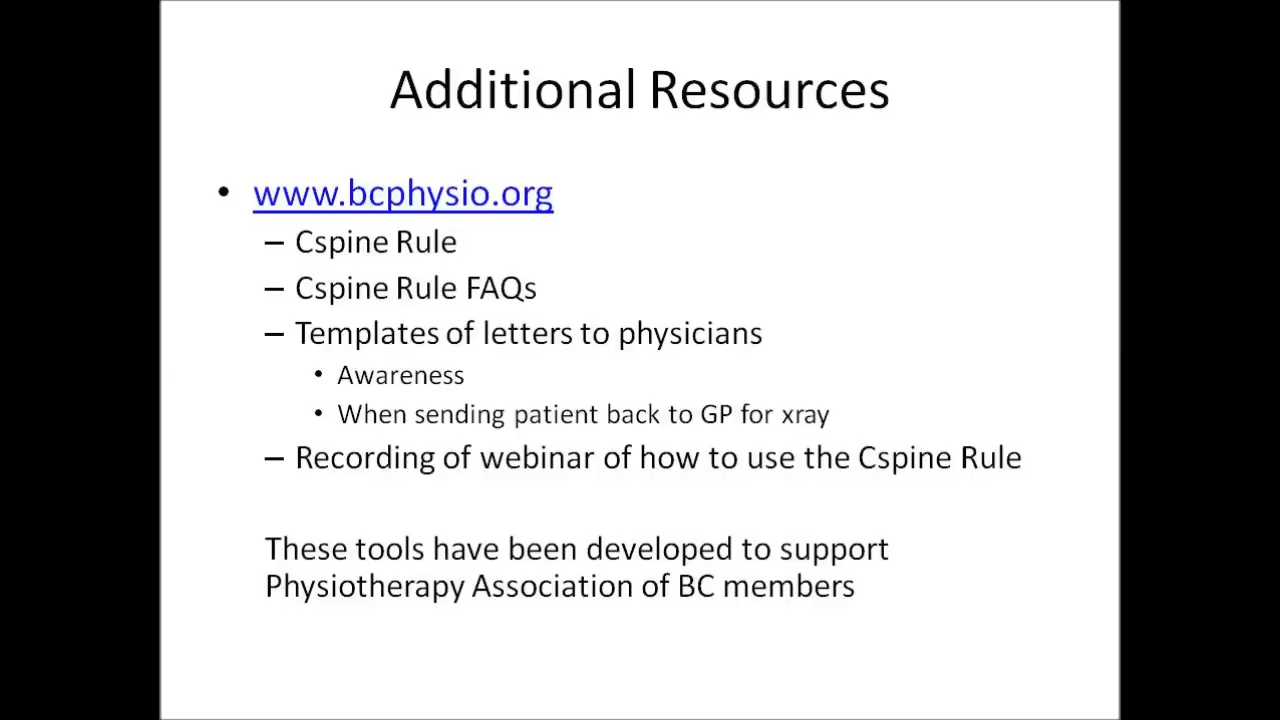 Additional Resources
• www.bcphysio.org
– Cspine Rule
– Cspine Rule FAQs
– Templates of letters to physicians
• Awareness
• When sending patient back to GP for xray
– Recording of webinar of how to use the Cspine Rule
These tools have been developed to support
Physiotherapy Association of BC members